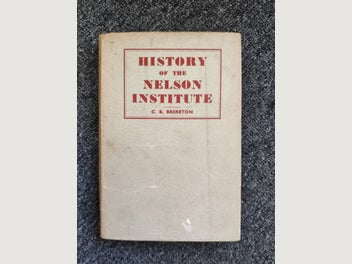 HISTORY
OF THE
NELSON
INSTITUTE
C. B. BRERETON